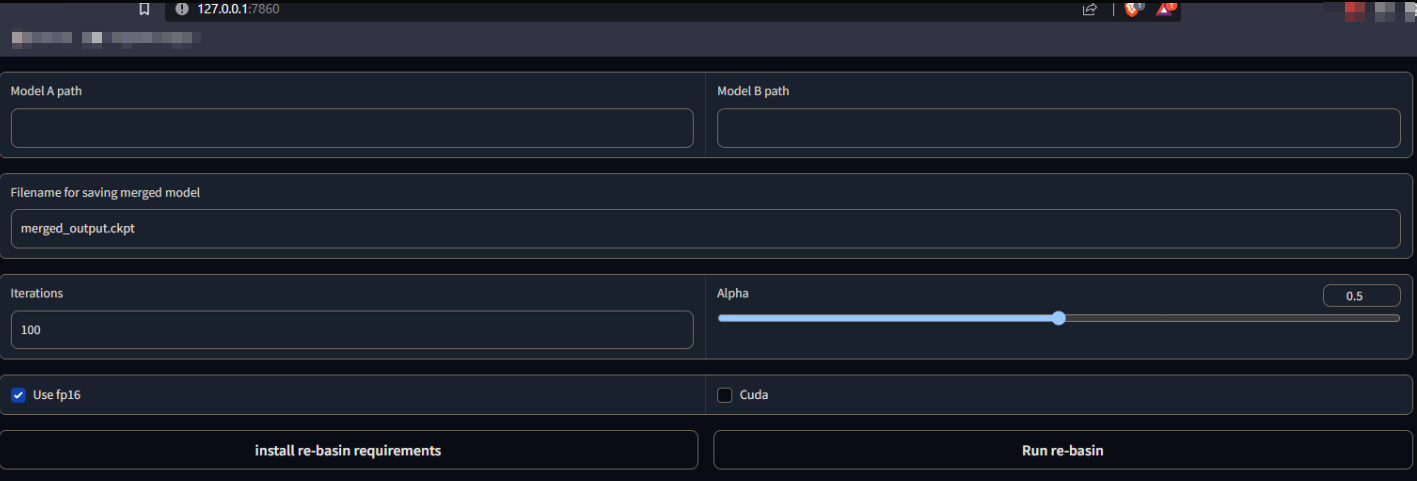 127.0.0.1:7860
Model A path
Model B path
Filename for saving merged model
merged_output.ckpt
Iterations
Alpha
0.5
100
Use fp16
Cuda
install re-basin requirements
Run re-basin